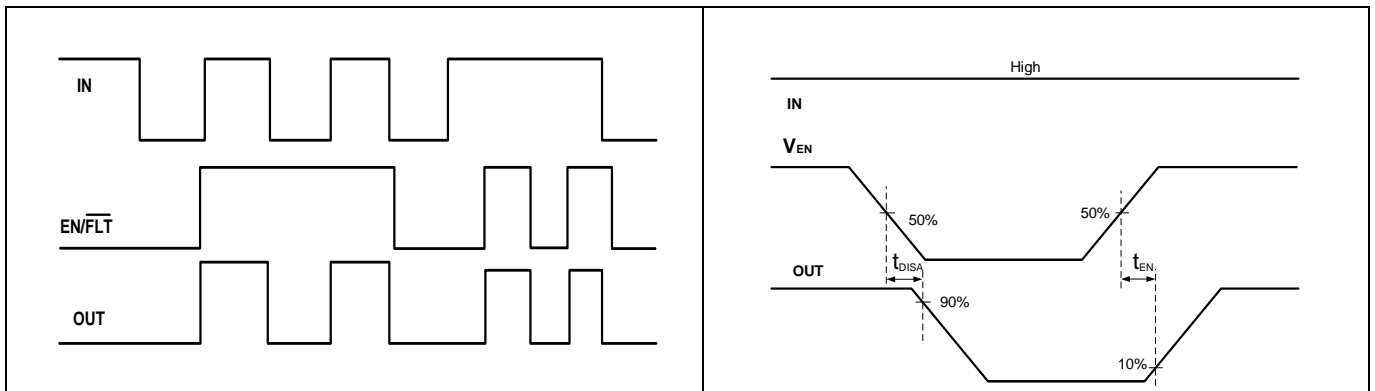 IN
EN/FLT
OUT
High
IN
VEN
50%
50%
OUT
tDISA
tEN.
90%
10%